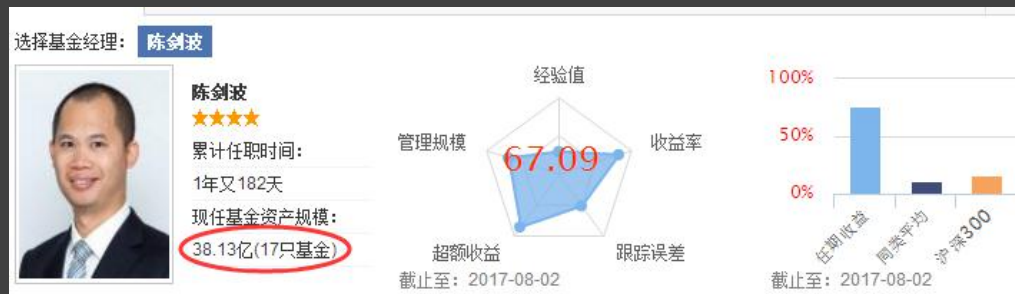 选择基金经理： 陈剑波
陈剑波
累计任职时间：
1年又182天
现任基金资产规模：
38.13亿(17只基金)
经验值
管理规模
收益率
67.09
超额收益
跟踪误差
截止至：2017-08-02
100%
50%
0%
任期收益
同类平均
沪深300
截止至：2017-08-02